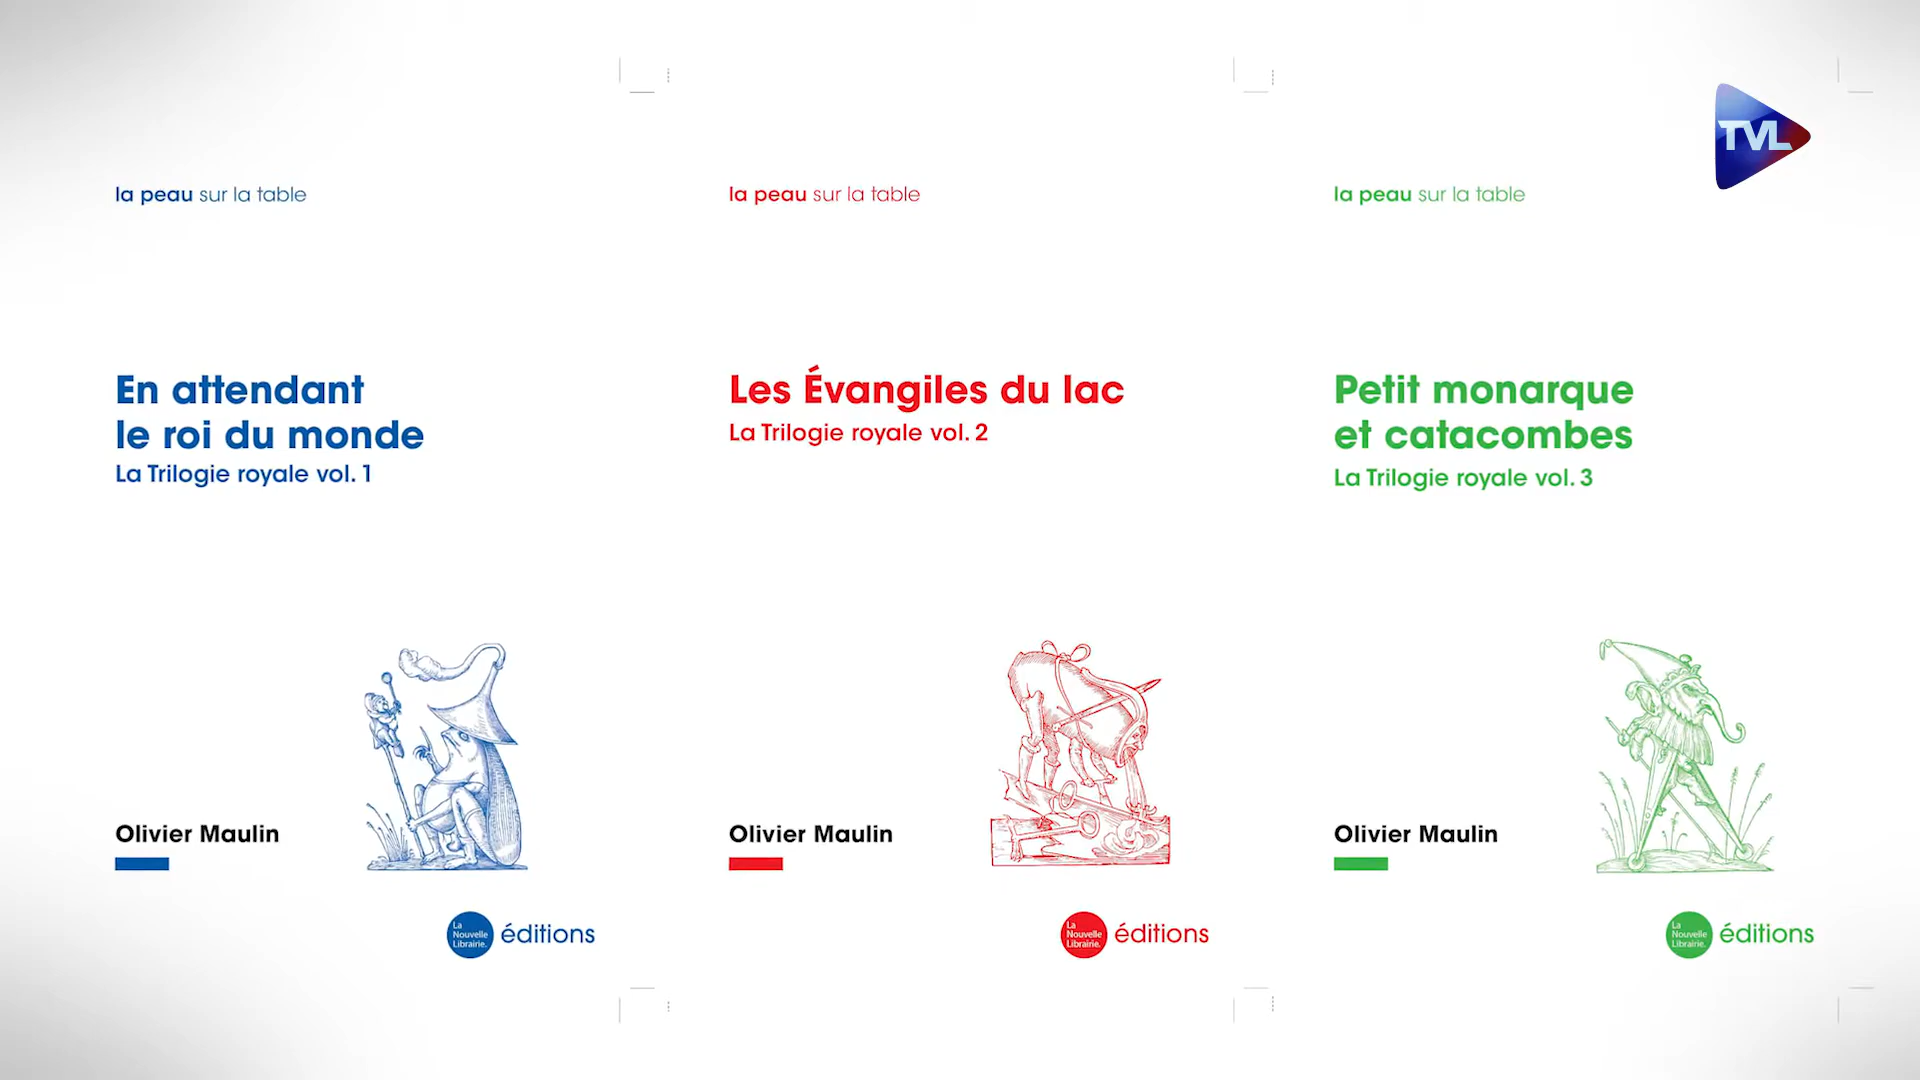 TVL
la peau sur la table
En attendant
le roi du monde
La Trilogie royale vol. 1
Olivier Maulin
La
Nouvelle
Librairie.
éditions
la peau sur la table
Les Évangiles du lac
La Trilogie royale vol. 2
Olivier Maulin
La
Nouvelle
Librairie.
éditions
la peau sur la table
Petit monarque
et catacombes
La Trilogie royale vol. 3
Olivier Maulin
La
Nouvelle
Librairie.
éditions